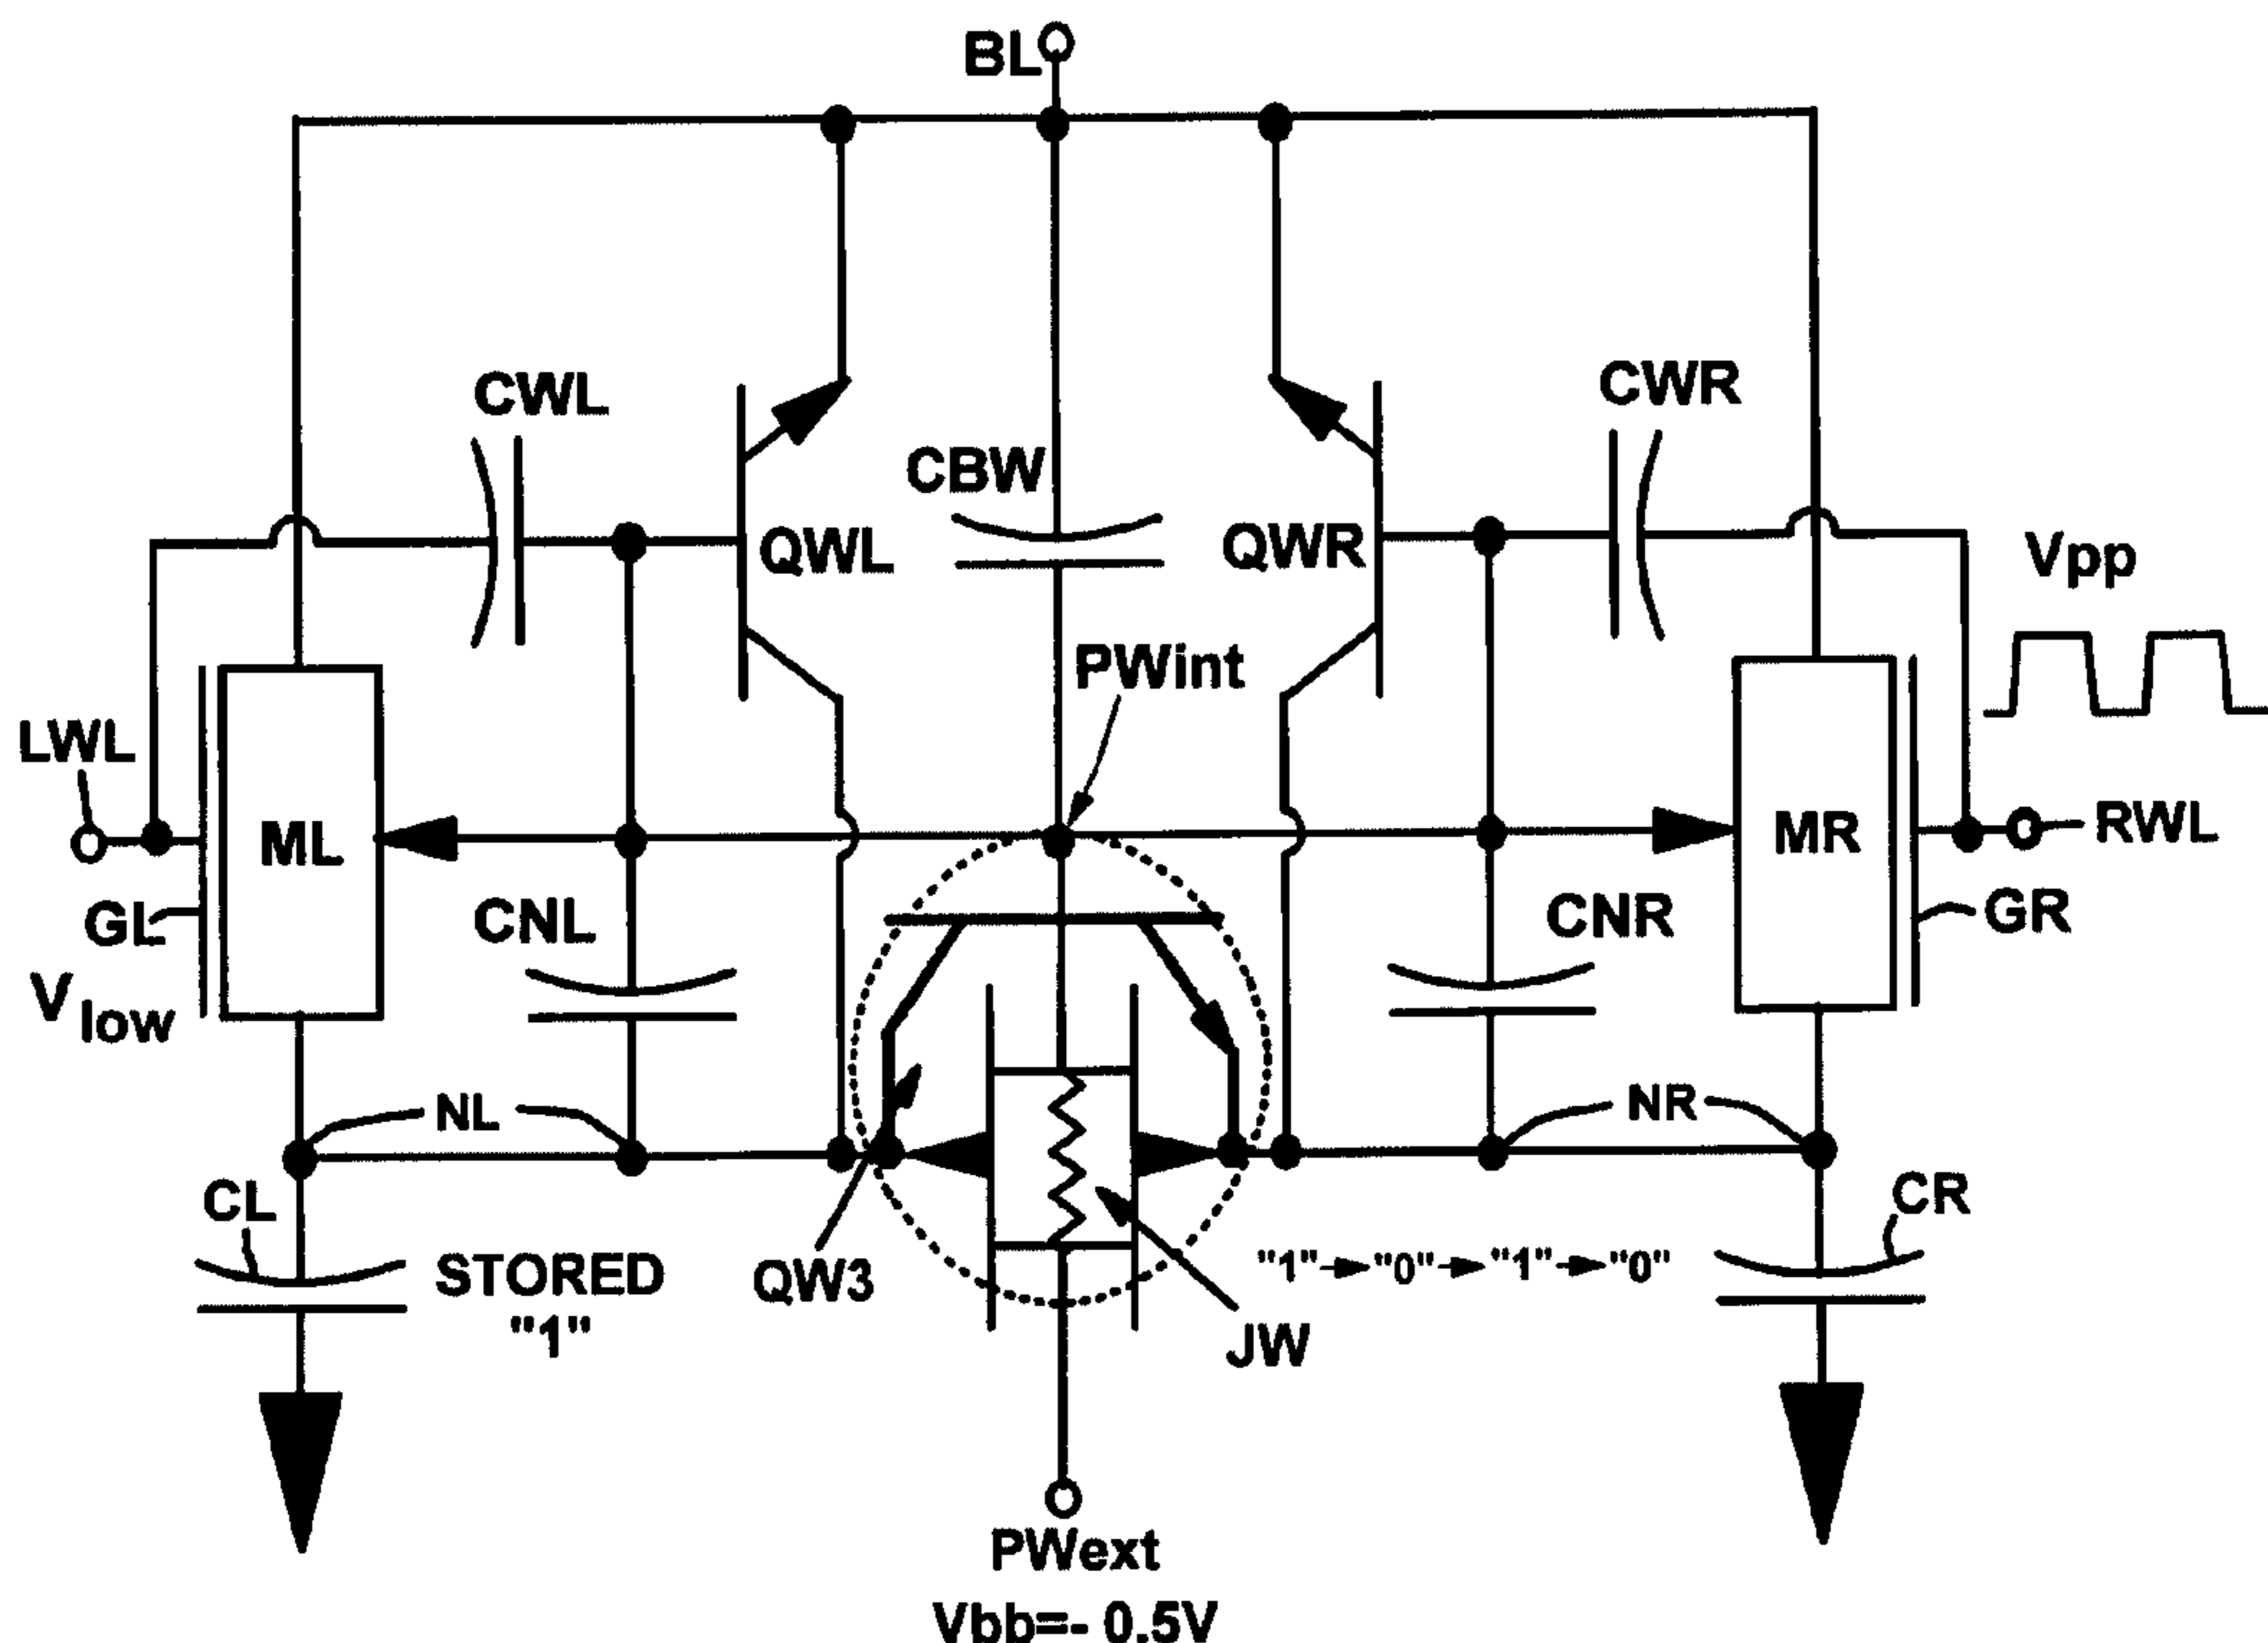 BL
CWL
CWR
CBW
QWL
QWR
Vpp
PWint
LWL
ML
MR
RWL
GL
CNL
CNR
GR
Vlow
NL
NR
CL
CR
STORED
"1"
QW3
"1"→"0"→"1"→"0"
JW
PWext
Vbb=- 0.5V